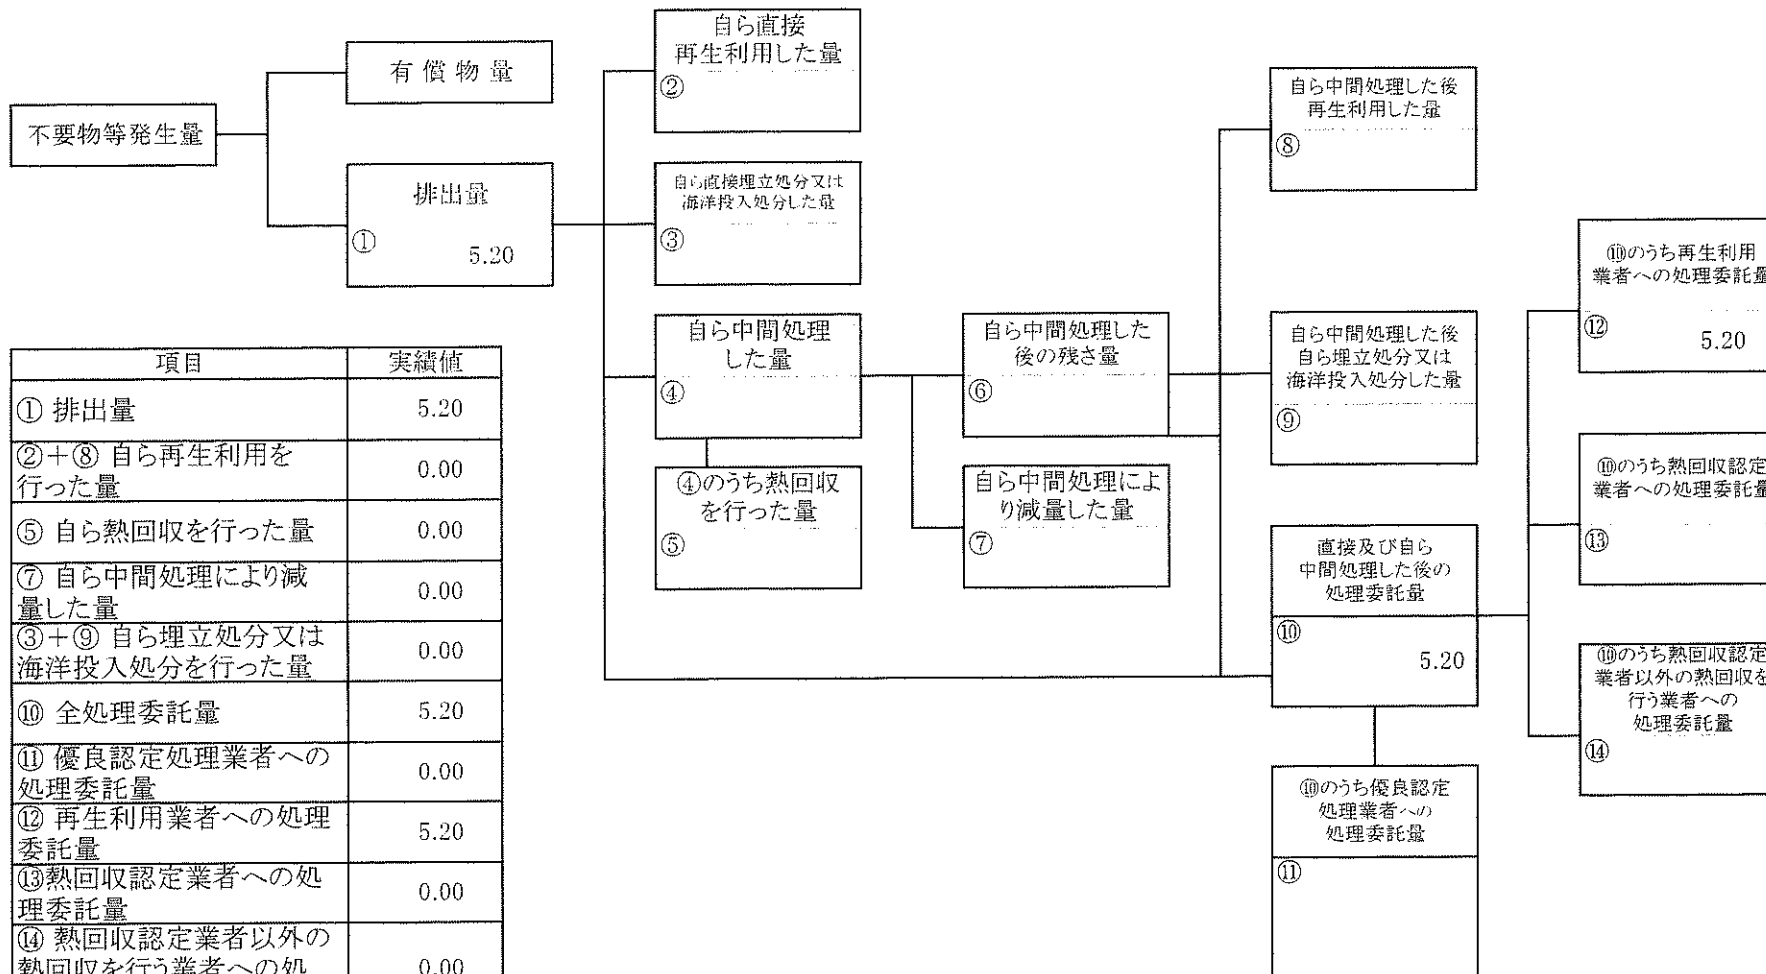 不要物等発生量
有償物量
排出量
①
5.20
自ら直接
再生利用した量
②
自ら直接埋立処分又は
海洋投入処分した量
③
自ら中間処理
した量
④
④のうち熱回収
を行った量
⑤
自ら中間処理した
後の残さ量
⑥
自ら中間処理によ
り減量した量
⑦
自ら中間処理した後
再生利用した量
⑧
自ら中間処理した後
自ら埋立処分又は
海洋投入処分した量
⑨
直接及び自ら
中間処理した後の
処理委託量
⑩
5.20
⑩のうち優良認定
処理業者への
処理委託量
⑪
⑩のうち再生利用
業者への処理委託量
⑫
5.20
⑩のうち熱回収認定
業者への処理委託量
⑬
⑩のうち熱回収認定
業者以外の熱回収を
行う業者への
処理委託量
⑭
項目 実績値
① 排出量 5.20
②+⑧ 自ら再生利用を
行った量 0.00
⑤ 自ら熱回収を行った量 0.00
⑦ 自ら中間処理により減
量した量 0.00
③+⑨ 自ら埋立処分又は
海洋投入処分を行った量 0.00
⑩ 全処理委託量 5.20
⑪ 優良認定処理業者への
処理委託量 0.00
⑫ 再生利用業者への処理
委託量 5.20
⑬熱回収認定業者への処
理委託量 0.00
⑭ 熱回収認定業者以外の
熱回収を行う業者への処 0.00